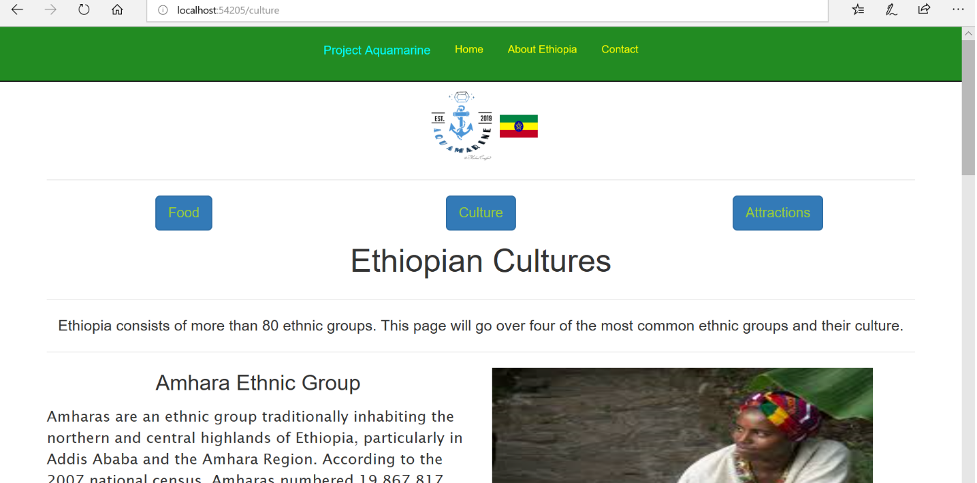 localhost:54205/culture
Project Aquamarine Home About Ethiopia Contact
EST. 2019
AQUAMARINE
Food Culture Attractions
Ethiopian Cultures
Ethiopia consists of more than 80 ethnic groups. This page will go over four of the most common ethnic groups and their culture.
Amhara Ethnic Group
Amharas are an ethnic group traditionally inhabiting the
northern and central highlands of Ethiopia, particularly in
Addis Ababa and the Amhara Region. According to the
2007 national census, Amharas numbered 19,867,817